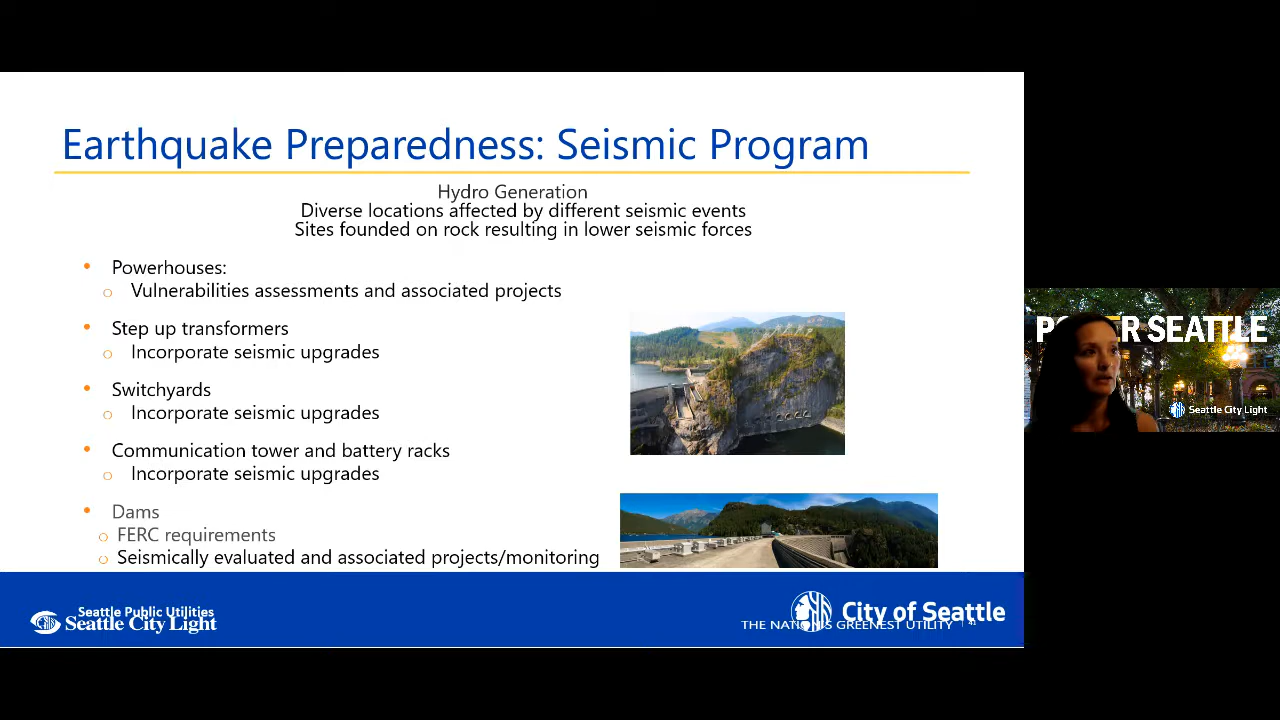 Earthquake Preparedness: Seismic Program
Hydro Generation
Diverse locations affected by different seismic events
Sites founded on rock resulting in lower seismic forces
• Powerhouses:
o Vulnerabilities assessments and associated projects
• Step up transformers
o Incorporate seismic upgrades
• Switchyards
o Incorporate seismic upgrades
• Communication tower and battery racks
o Incorporate seismic upgrades
• Dams
o FERC requirements
o Seismically evaluated and associated projects/monitoring
Seattle Public Utilities
Seattle City Light
City of Seattle
THE NATION'S GREENEST UTILITY | 41
SEATTLE
Seattle City Light